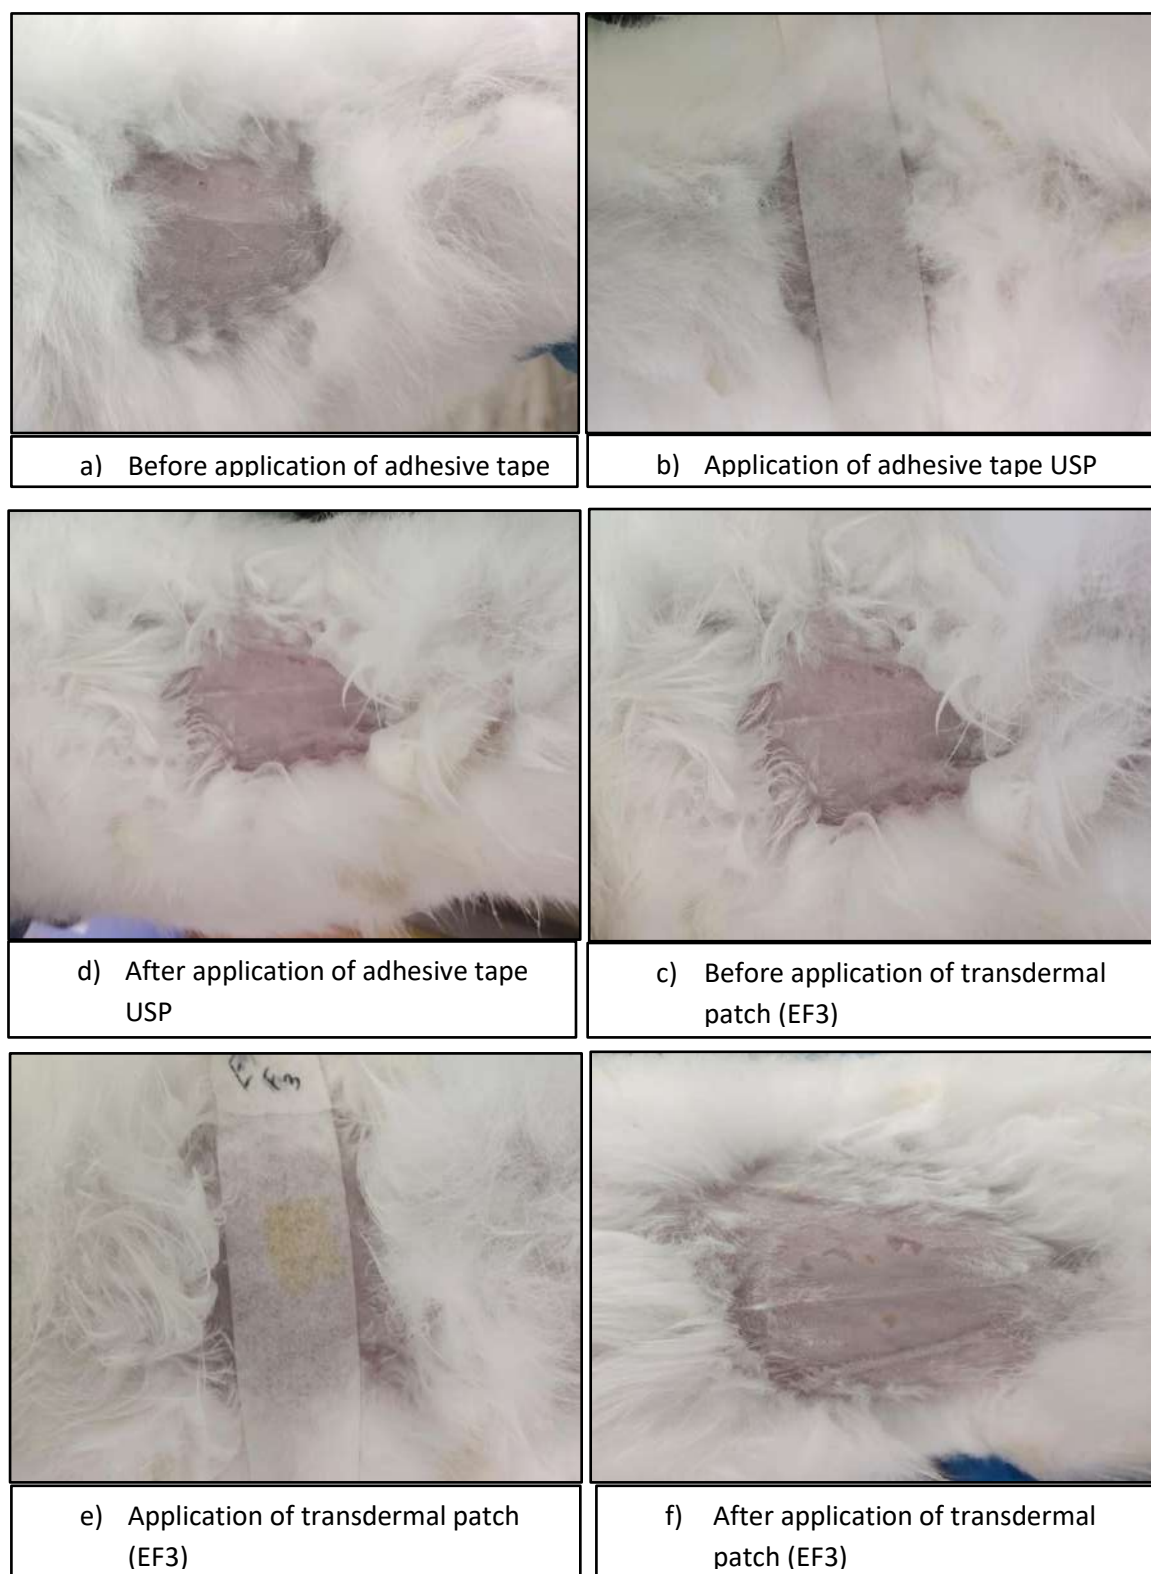 a) Before application of adhesive tape
b) Application of adhesive tape USP
d) After application of adhesive tape
USP
c) Before application of transdermal
patch (EF3)
EF3
e) Application of transdermal patch
(EF3)
f) After application of transdermal
patch (EF3)